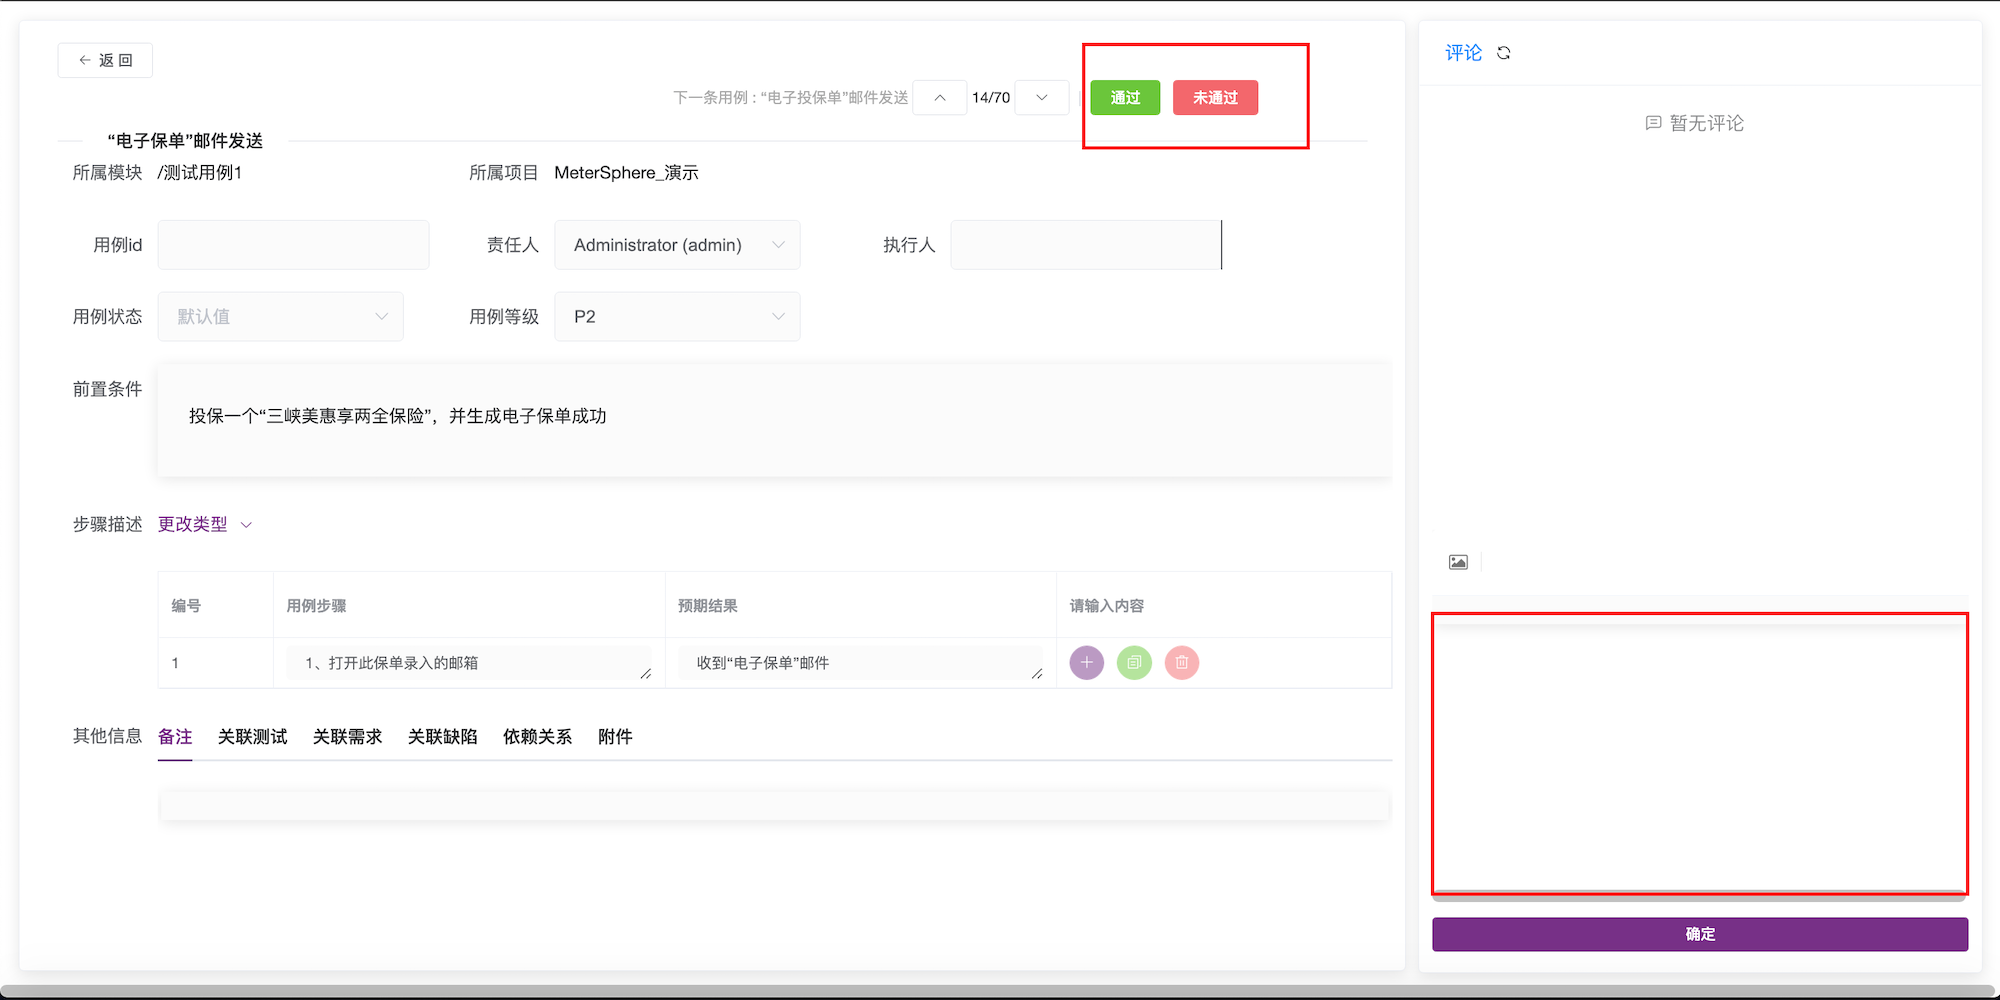 返回
下一条用例：“电子投保单”邮件发送 14/70 通过 未通过
“电子保单”邮件发送
所属模块 /测试用例1 所属项目 MeterSphere_演示
用例id 责任人 Administrator (admin) 执行人
用例状态 默认值 用例等级 P2
前置条件
投保一个“三峡美惠享两全保险”，并生成电子保单成功
步骤描述 更改类型
编号 用例步骤 预期结果 请输入内容
1 1、打开此保单录入的邮箱 收到“电子保单”邮件
其他信息 备注 关联测试 关联需求 关联缺陷 依赖关系 附件
评论
暂无评论
确定